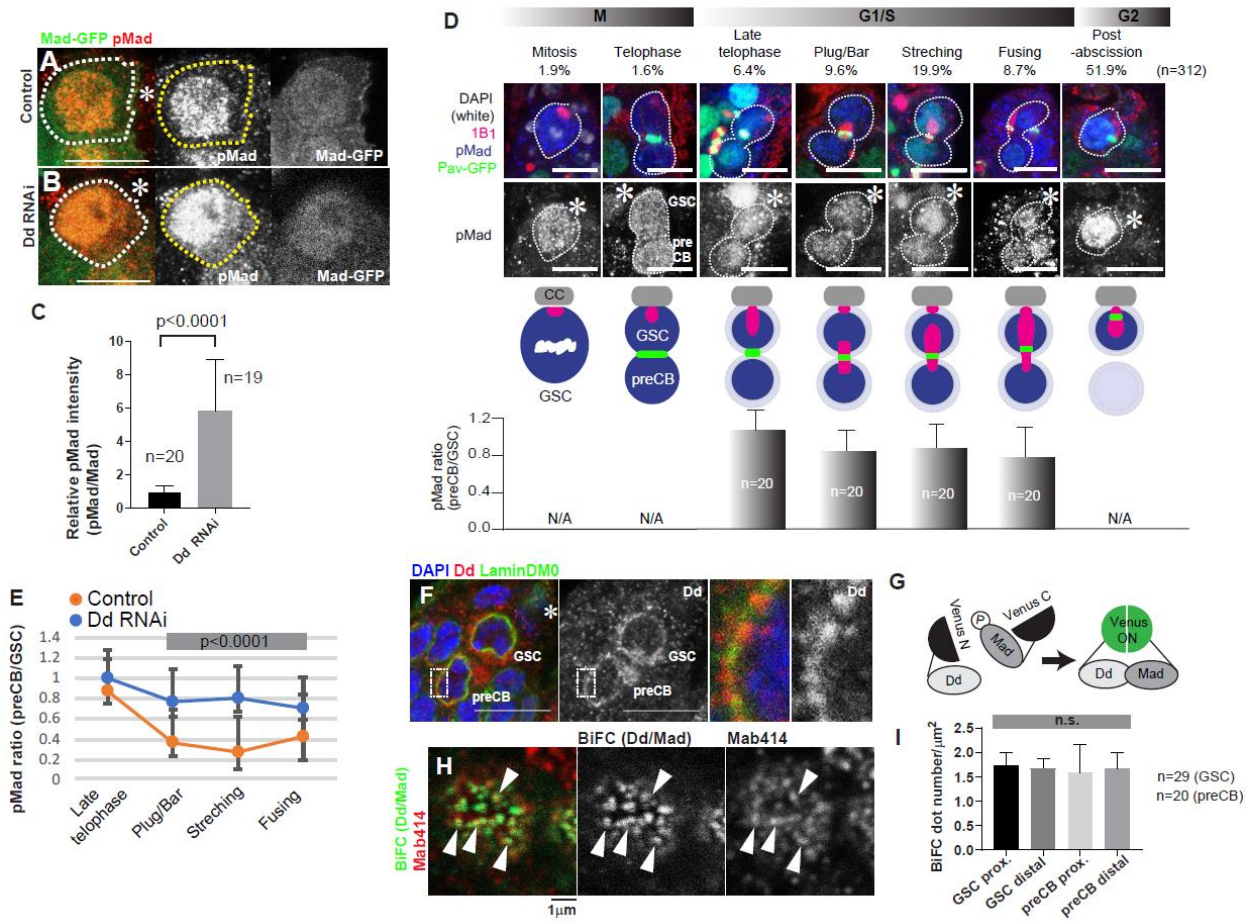 Mad-GFP pMad
A
Control
*
pMad
Mad-GFP
B
Dd RNAi
*
pMad
Mad-GFP
C
p<0.0001
Relative pMad intensity
(pMad/Mad)
10
8
6
4
2
0
n=20
n=19
Control
Dd RNAi
D
M
G1/S
G2
Mitosis
1.9%
Telophase
1.6%
Late
telophase
6.4%
Plug/Bar
9.6%
Streching
19.9%
Fusing
8.7%
Post
-abscission
51.9%
(n=312)
DAPI
(white)
1B1
pMad
Pav-GFP
pMad
*
*
GSC
pre
CB
*
*
*
*
*
CC
GSC
GSC
preCB
pMad ratio
(preCB/GSC)
1.2
0.8
0.4
0.0
N/A
N/A
n=20
n=20
n=20
n=20
N/A
E
Control
Dd RNAi
p<0.0001
pMad ratio (preCB/GSC)
1.4
1.2
1
0.8
0.6
0.4
0.2
0
Late
telophase
Plug/Bar
Streching
Fusing
DAPI Dd LaminDM0
F
*
GSC
preCB
Dd
GSC
preCB
Dd
G
Venus N
Dd
P
Mad
Venus C
Venus
ON
Dd
Mad
BiFC (Dd/Mad)
Mab414
H
BiFC (Dd/Mad)
Mab414
1μm
I
n.s.
BiFC dot number/μm²
2.5
2.0
1.5
1.0
0.5
0.0
GSC prox.
GSC distal
preCB prox.
preCB distal
n=29 (GSC)
n=20 (preCB)